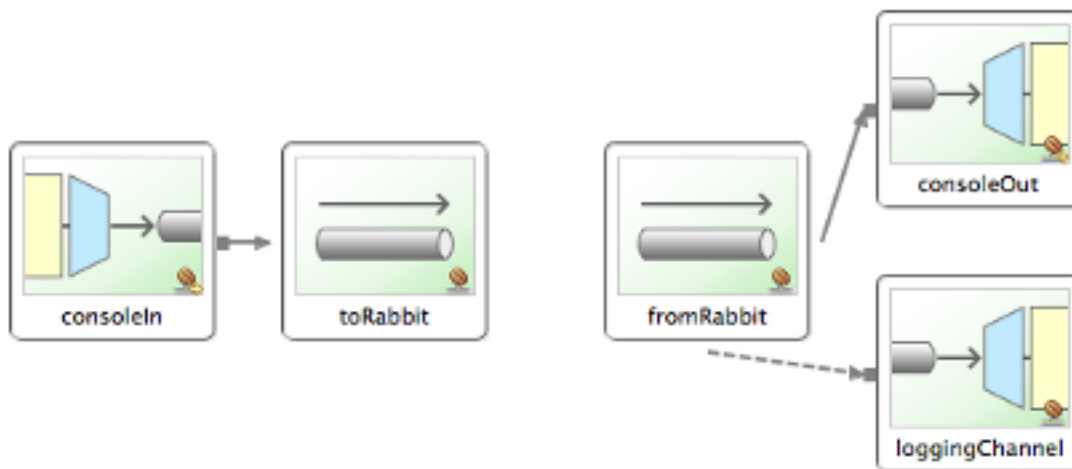 consoleIn
toRabbit
fromRabbit
consoleOut
loggingChannel